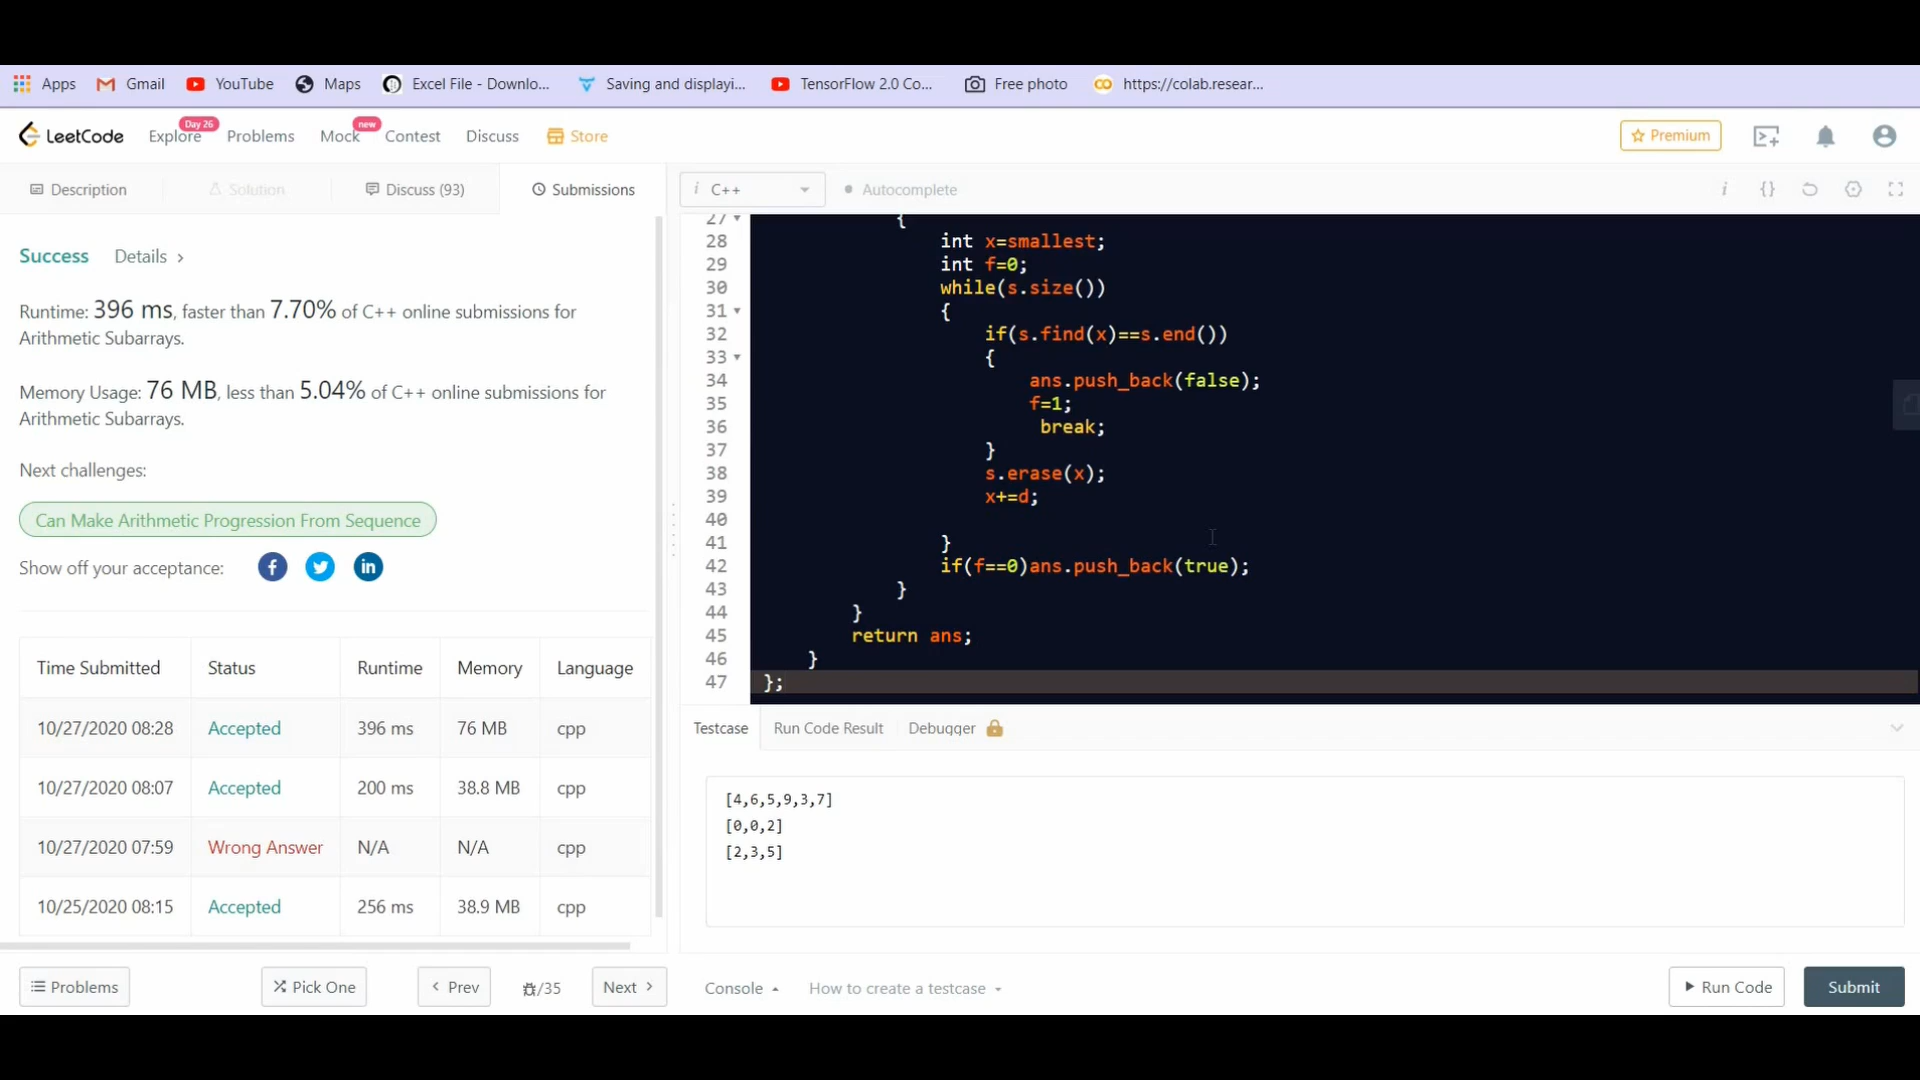 Apps Gmail YouTube Maps Excel File - Downlo... Saving and displayi... TensorFlow 2.0 Co... Free photo https://colab.resear...
LeetCode Explore Day 26 Problems Mock new Contest Discuss Store Premium
Description Solution Discuss (93) Submissions
i C++ Autocomplete
Success Details >
Runtime: 396 ms, faster than 7.70% of C++ online submissions for
Arithmetic Subarrays.
Memory Usage: 76 MB, less than 5.04% of C++ online submissions for
Arithmetic Subarrays.
Next challenges:
Can Make Arithmetic Progression From Sequence
Show off your acceptance:
Time Submitted Status Runtime Memory Language
10/27/2020 08:28 Accepted 396 ms 76 MB cpp
10/27/2020 08:07 Accepted 200 ms 38.8 MB cpp
10/27/2020 07:59 Wrong Answer N/A N/A cpp
10/25/2020 08:15 Accepted 256 ms 38.9 MB cpp
27 {
28 int x=smallest;
29 int f=0;
30 while(s.size())
31 {
32 if(s.find(x)==s.end())
33 {
34 ans.push_back(false);
35 f=1;
36 break;
37 }
38 s.erase(x);
39 x+=d;
40
41 }
42 if(f==0)ans.push_back(true);
43 }
44 }
45 return ans;
46 }
47 };
Testcase Run Code Result Debugger
[4,6,5,9,3,7]
[0,0,2]
[2,3,5]
Problems Pick One < Prev /35 Next >
Console How to create a testcase Run Code Submit